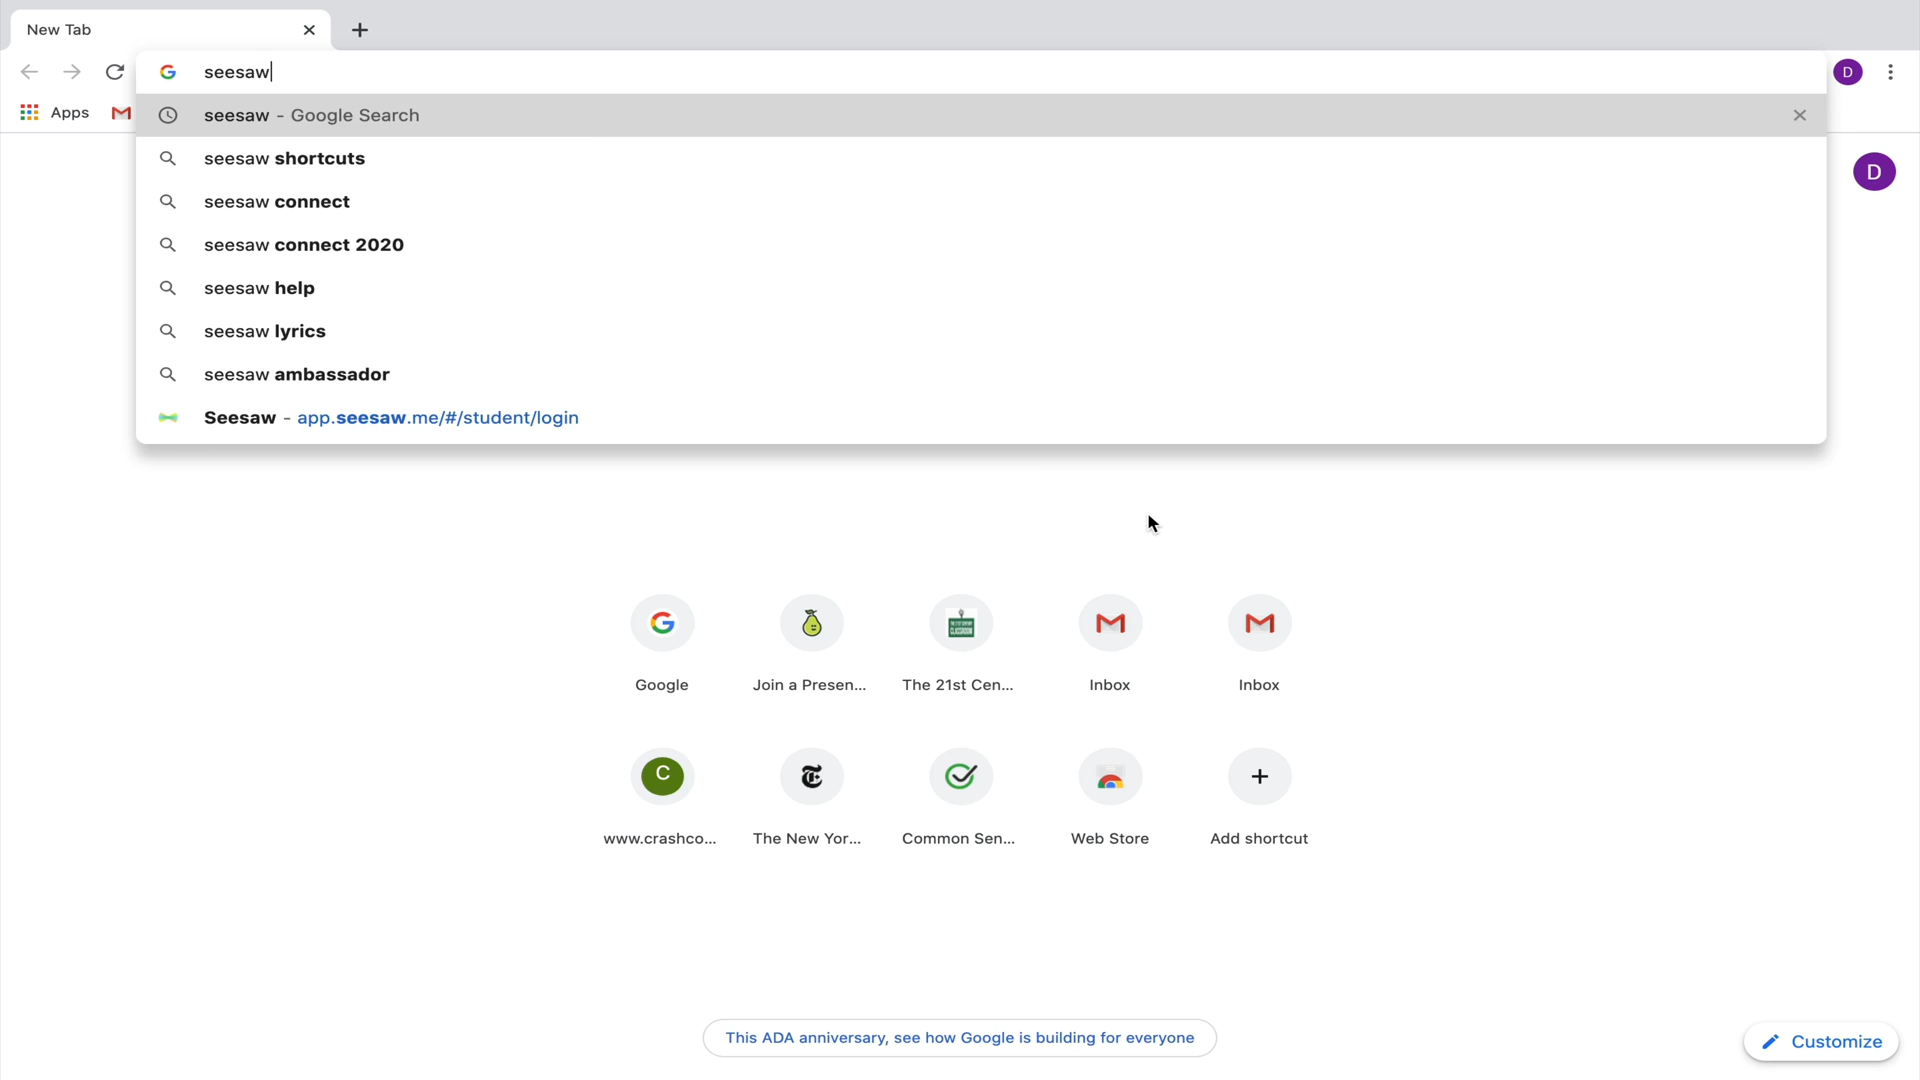 New Tab
seesaw
D
Apps
seesaw - Google Search
seesaw shortcuts
D
seesaw connect
seesaw connect 2020
seesaw help
seesaw lyrics
seesaw ambassador
Seesaw - app.seesaw.me/#/student/login
Google
Join a Presen...
The 21st Cen...
Inbox
Inbox
C
www.crashco...
The New Yor...
Common Sen...
Web Store
Add shortcut
This ADA anniversary, see how Google is building for everyone
Customize